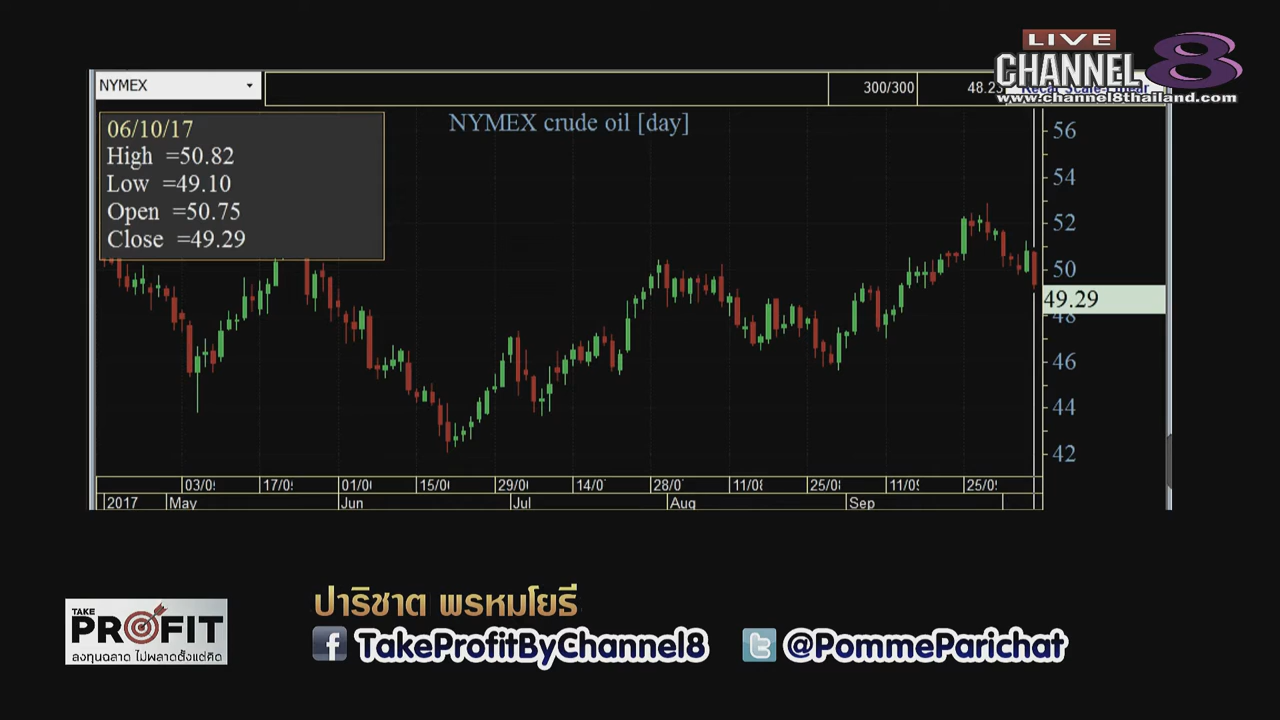 LIVE
CHANNEL 8
www.channel8thailand.com
NYMEX
300/300
NYMEX crude oil [day]
06/10/17
High =50.82
Low =49.10
Open =50.75
Close =49.29
56
54
52
50
49.29
48
46
44
42
03/0 17/0 01/0 15/0 29/0 14/0 28/0 11/0 25/0 11/0 25/0
2017 May Jun Jul Aug Sep
TAKE
PROFIT
ลงทุนฉลาด ไม่พลาดตั้งแต่คิด
ปาริชาต พรหมโยธี
f TakeProfitByChannel8
t @PommeParichat